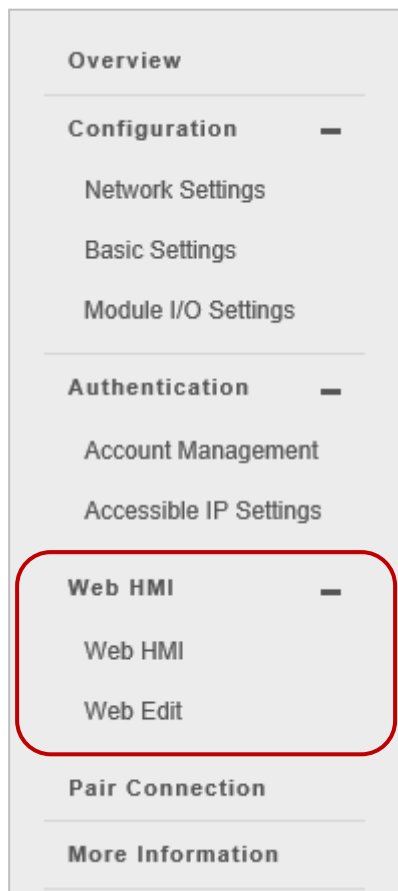 Overview
Configuration
Network Settings
Basic Settings
Module I/O Settings
Authentication
Account Management
Accessible IP Settings
Web HMI
Web HMI
Web Edit
Pair Connection
More Information